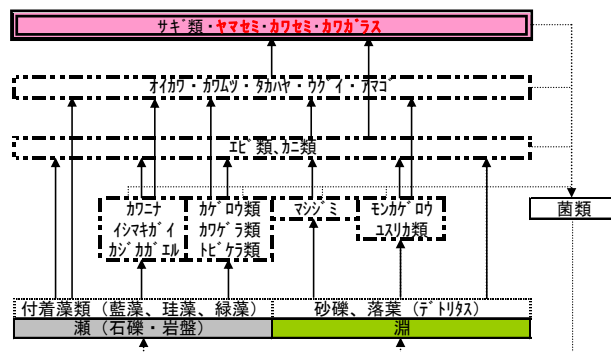 サギ類・ヤマセミ・カワセミ・カワガラス
オイカワ・カワムツ・タカハヤ・ウグイ・アマゴ
エビ類、カニ類
カワニナ
イシマキガイ
カジカガエル
カゲロウ類
カワゲラ類
トビケラ類
マシジミ
モンカゲロウ
ユスリカ類
菌類
付着藻類（藍藻、珪藻、緑藻）
砂礫、落葉（デトリタス）
瀬（石礫・岩盤）
淵